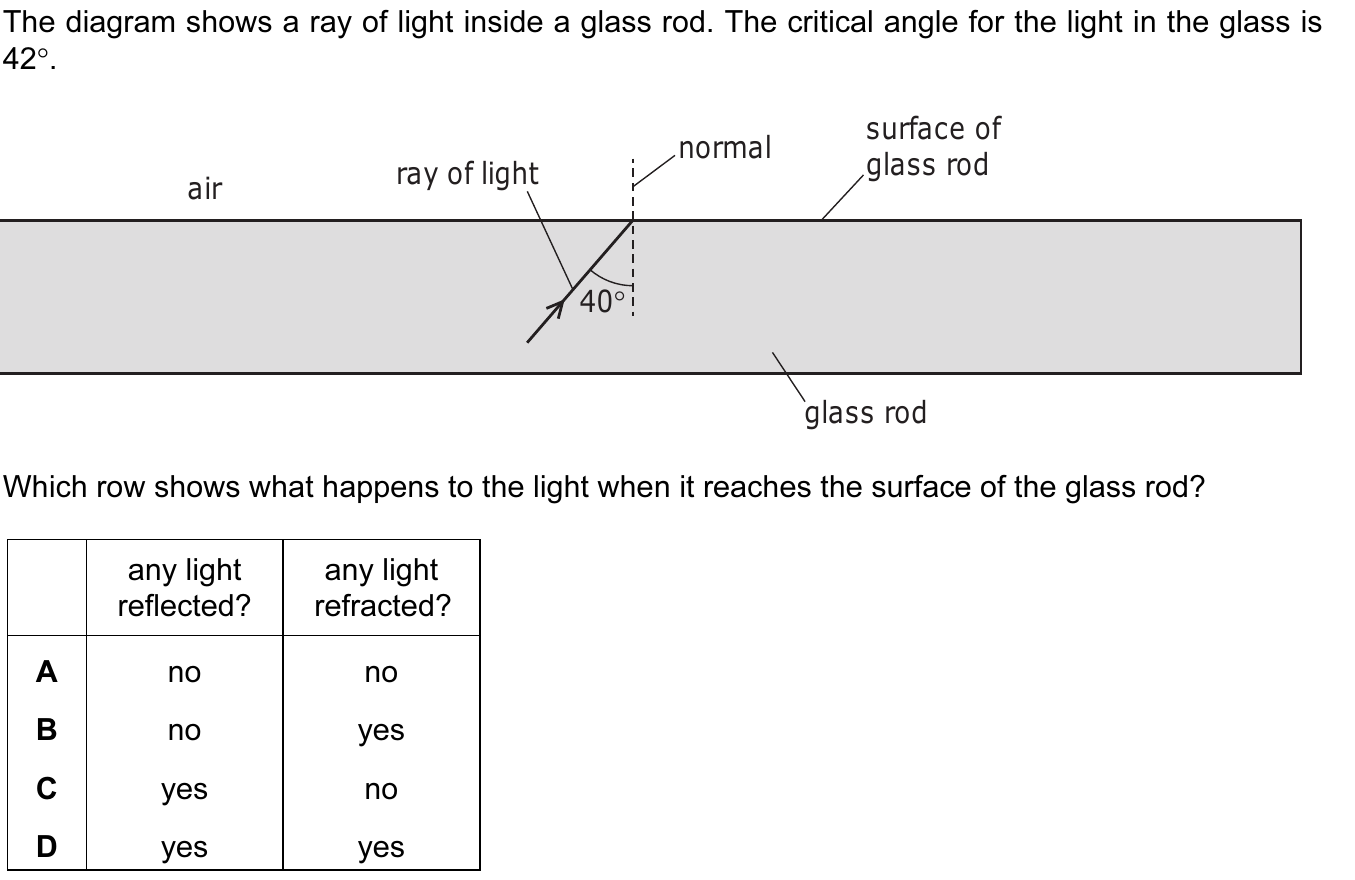 The diagram shows a ray of light inside a glass rod. The critical angle for the light in the glass is
42°.
surface of
glass rod
normal
ray of light
air
40°
glass rod
Which row shows what happens to the light when it reaches the surface of the glass rod?
any light any light
reflected? refracted?
A no no
B no yes
C yes no
D yes yes